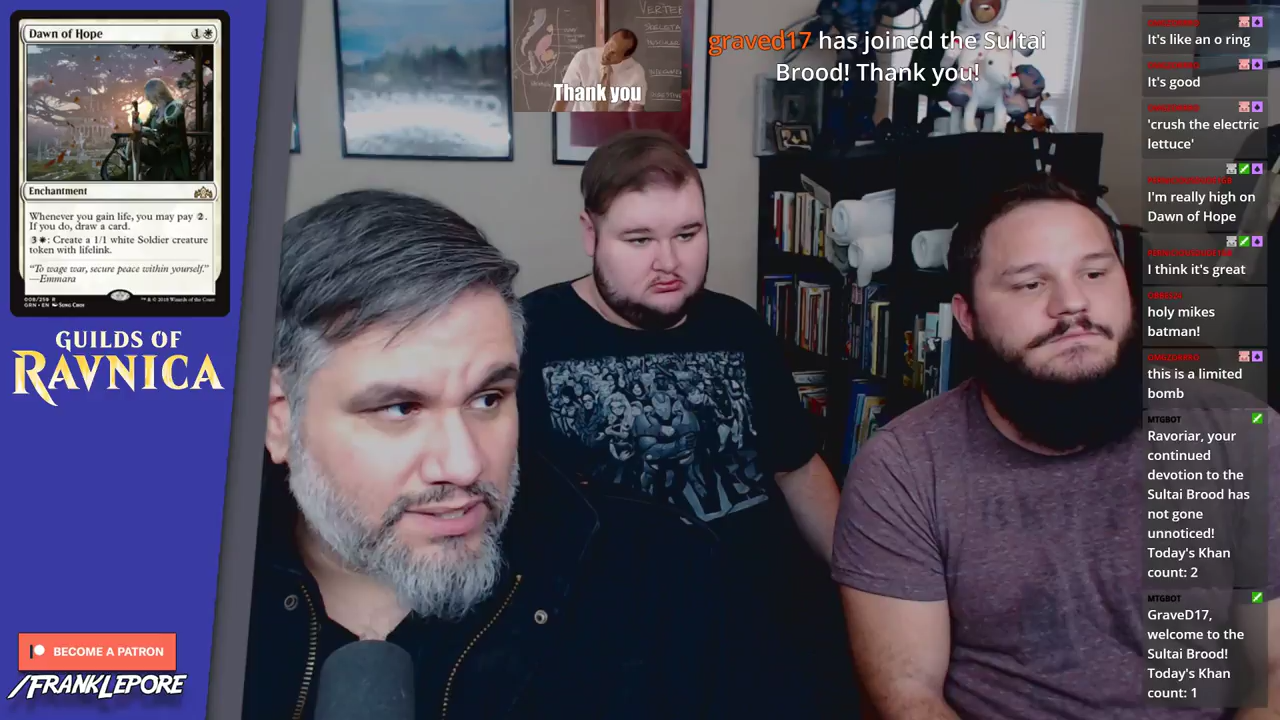 Dawn of Hope 1
Enchantment
Whenever you gain life, you may pay 2.
If you do, draw a card.
3: Create a 1/1 white Soldier creature
token with lifelink.
"To wage war, secure peace within yourself."
—Emmara
GUILDS OF
RAVNICA
BECOME A PATRON
/FRANKLEPORE
Thank you
graved17 has joined the Sultai
Brood! Thank you!
It's like an o ring
It's good
'crush the electric
lettuce'
I'm really high on
Dawn of Hope
I think it's great
holy mikes
batman!
this is a limited
bomb
MTGBOT
Ravoriar, your
continued
devotion to the
Sultai Brood has
not gone
unnoticed!
Today's Khan
count: 2
MTGBOT
GraveD17,
welcome to the
Sultai Brood!
Today's Khan
count: 1